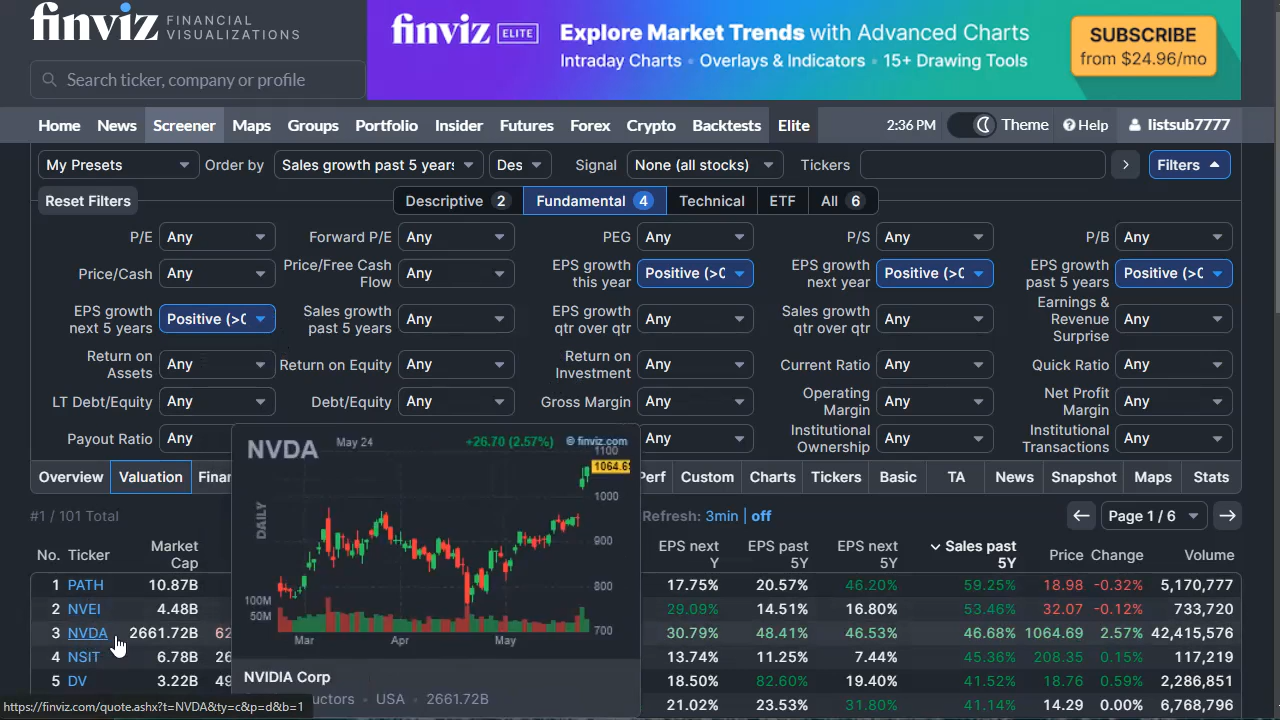 finviz FINANCIAL VISUALIZATIONS
finviz ELITE Explore Market Trends with Advanced Charts SUBSCRIBE
Intraday Charts • Overlays & Indicators • 15+ Drawing Tools from $24.96/mo
Search ticker, company or profile
Home News Screener Maps Groups Portfolio Insider Futures Forex Crypto Backtests Elite 2:36 PM Theme Help listsub7777
My Presets Order by Sales growth past 5 years Des Signal None (all stocks) Tickers > Filters
Reset Filters Descriptive 2 Fundamental 4 Technical ETF All 6
P/E Any Forward P/E Any PEG Any P/S Any P/B Any
Price/Cash Any Price/Free Cash Flow Any EPS growth this year Positive (>0 EPS growth next year Positive (>0 EPS growth past 5 years Positive (>0
EPS growth next 5 years Positive (>0 Sales growth past 5 years Any EPS growth qtr over qtr Any Sales growth qtr over qtr Any Earnings & Revenue Surprise Any
Return on Assets Any Return on Equity Any Return on Investment Any Current Ratio Any Quick Ratio Any
LT Debt/Equity Any Debt/Equity Any Gross Margin Any Operating Margin Any Net Profit Margin Any
Payout Ratio Any Any Institutional Ownership Any Institutional Transactions Any
NVDA May 24 +26.70 (2.57%) © finviz.com
1100
1064.69
1000
900
800
700
DAILY
100M
50M
Mar Apr May
NVIDIA Corp
ctors • USA • 2661.72B
Overview Valuation Finan Perf Custom Charts Tickers Basic TA News Snapshot Maps Stats
#1 / 101 Total Refresh: 3min | off Page 1 / 6
No. Ticker Market Cap EPS next Y EPS past 5Y EPS next 5Y Sales past 5Y Price Change Volume
1 PATH 10.87B 17.75% 20.57% 46.20% 59.25% 18.98 -0.32% 5,170,777
2 NVEI 4.48B 29.09% 14.51% 16.80% 53.46% 32.07 -0.12% 733,720
3 NVDA 2661.72B 62 30.79% 48.41% 46.53% 46.68% 1064.69 2.57% 42,415,576
4 NSIT 6.78B 26 13.74% 11.25% 7.44% 45.36% 208.35 0.15% 117,219
5 DV 3.22B 49 18.50% 82.60% 19.40% 41.52% 18.76 0.59% 2,286,851
21.02% 23.53% 31.80% 41.14% 14.29 0.00% 6,768,796
https://finviz.com/quote.ashx?t=NVDA&ty=c&p=d&b=1